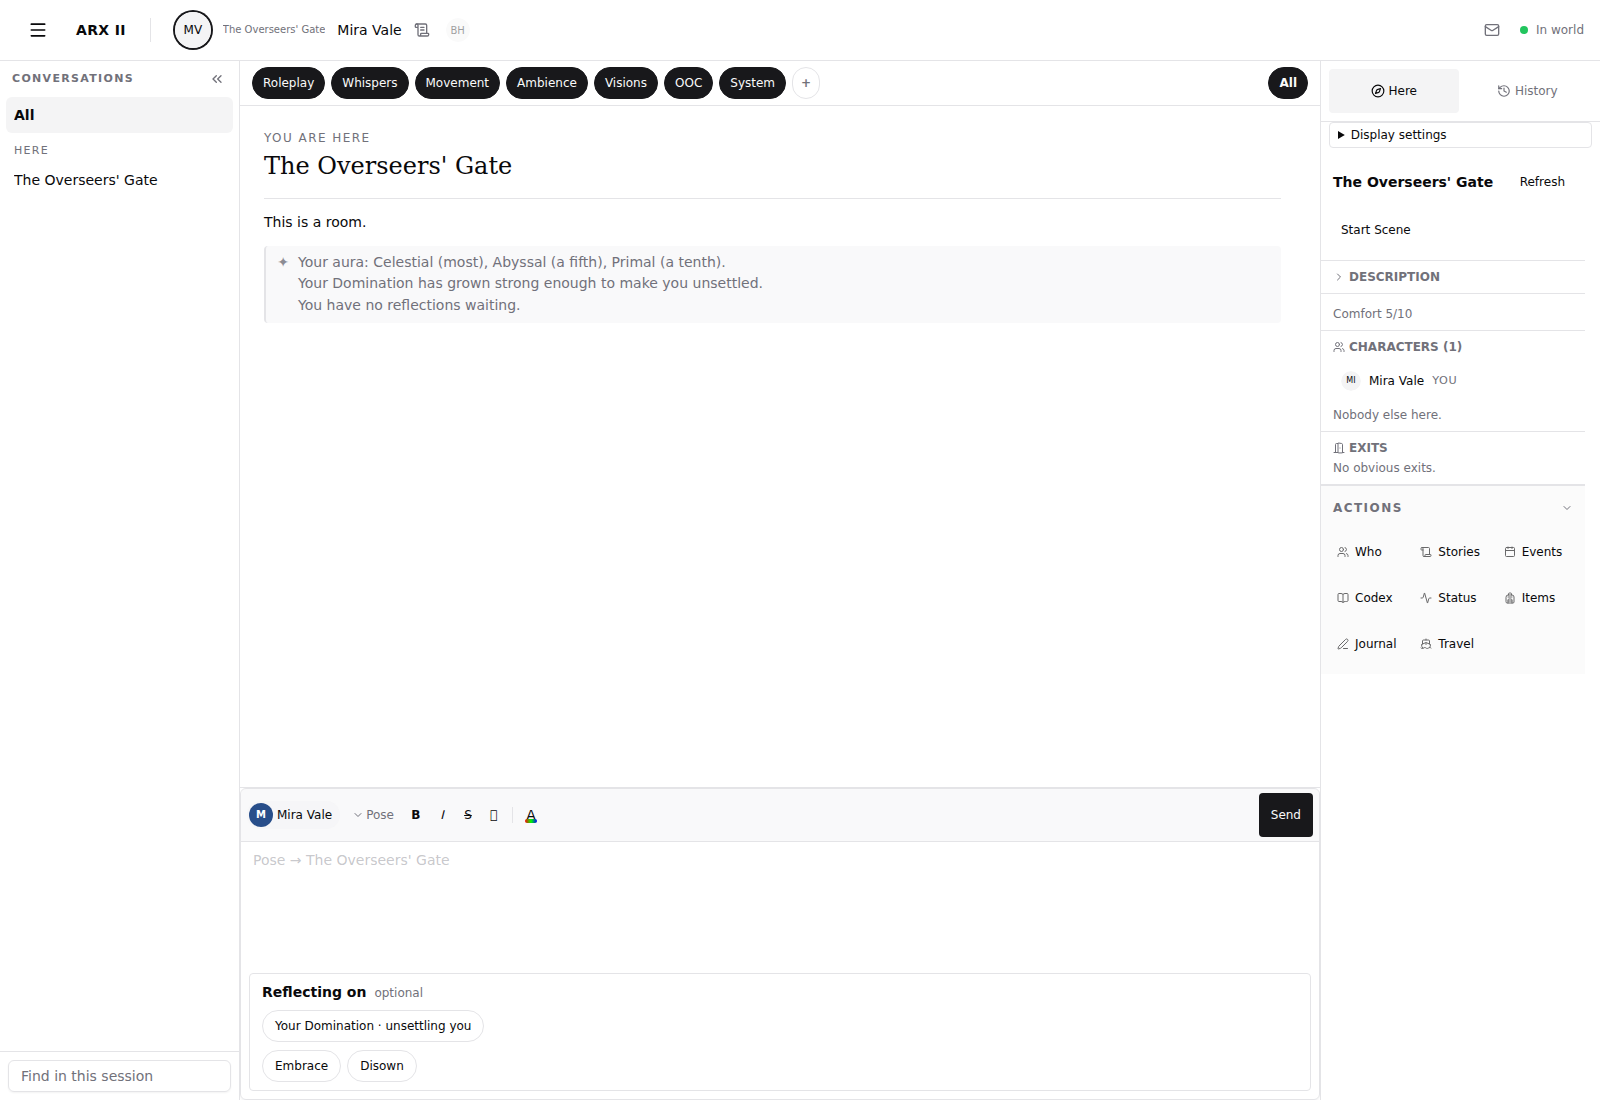 ARX II
MV
The Overseers' Gate
Mira Vale
BH
In world
CONVERSATIONS
All
HERE
The Overseers' Gate
Find in this session
Roleplay
Whispers
Movement
Ambience
Visions
OOC
System
+
All
YOU ARE HERE
The Overseers' Gate
This is a room.
Your aura: Celestial (most), Abyssal (a fifth), Primal (a tenth).
Your Domination has grown strong enough to make you unsettled.
You have no reflections waiting.
M
Mira Vale
Pose
B
I
S
A
Send
Pose → The Overseers' Gate
Reflecting on optional
Your Domination · unsettling you
Embrace
Disown
Here
History
Display settings
The Overseers' Gate
Refresh
Start Scene
DESCRIPTION
Comfort 5/10
CHARACTERS (1)
MI
Mira Vale YOU
Nobody else here.
EXITS
No obvious exits.
ACTIONS
Who
Stories
Events
Codex
Status
Items
Journal
Travel